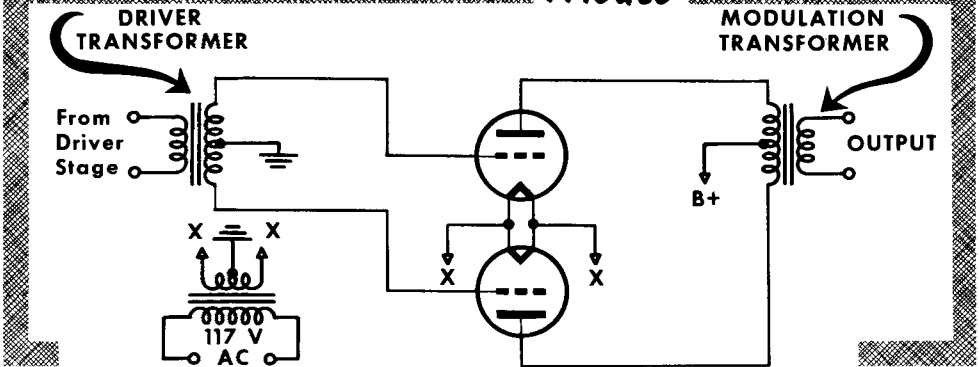 DRIVER
TRANSFORMER
MODULATION
TRANSFORMER
From
Driver
Stage
OUTPUT
B+
X X
X X
117 V
AC